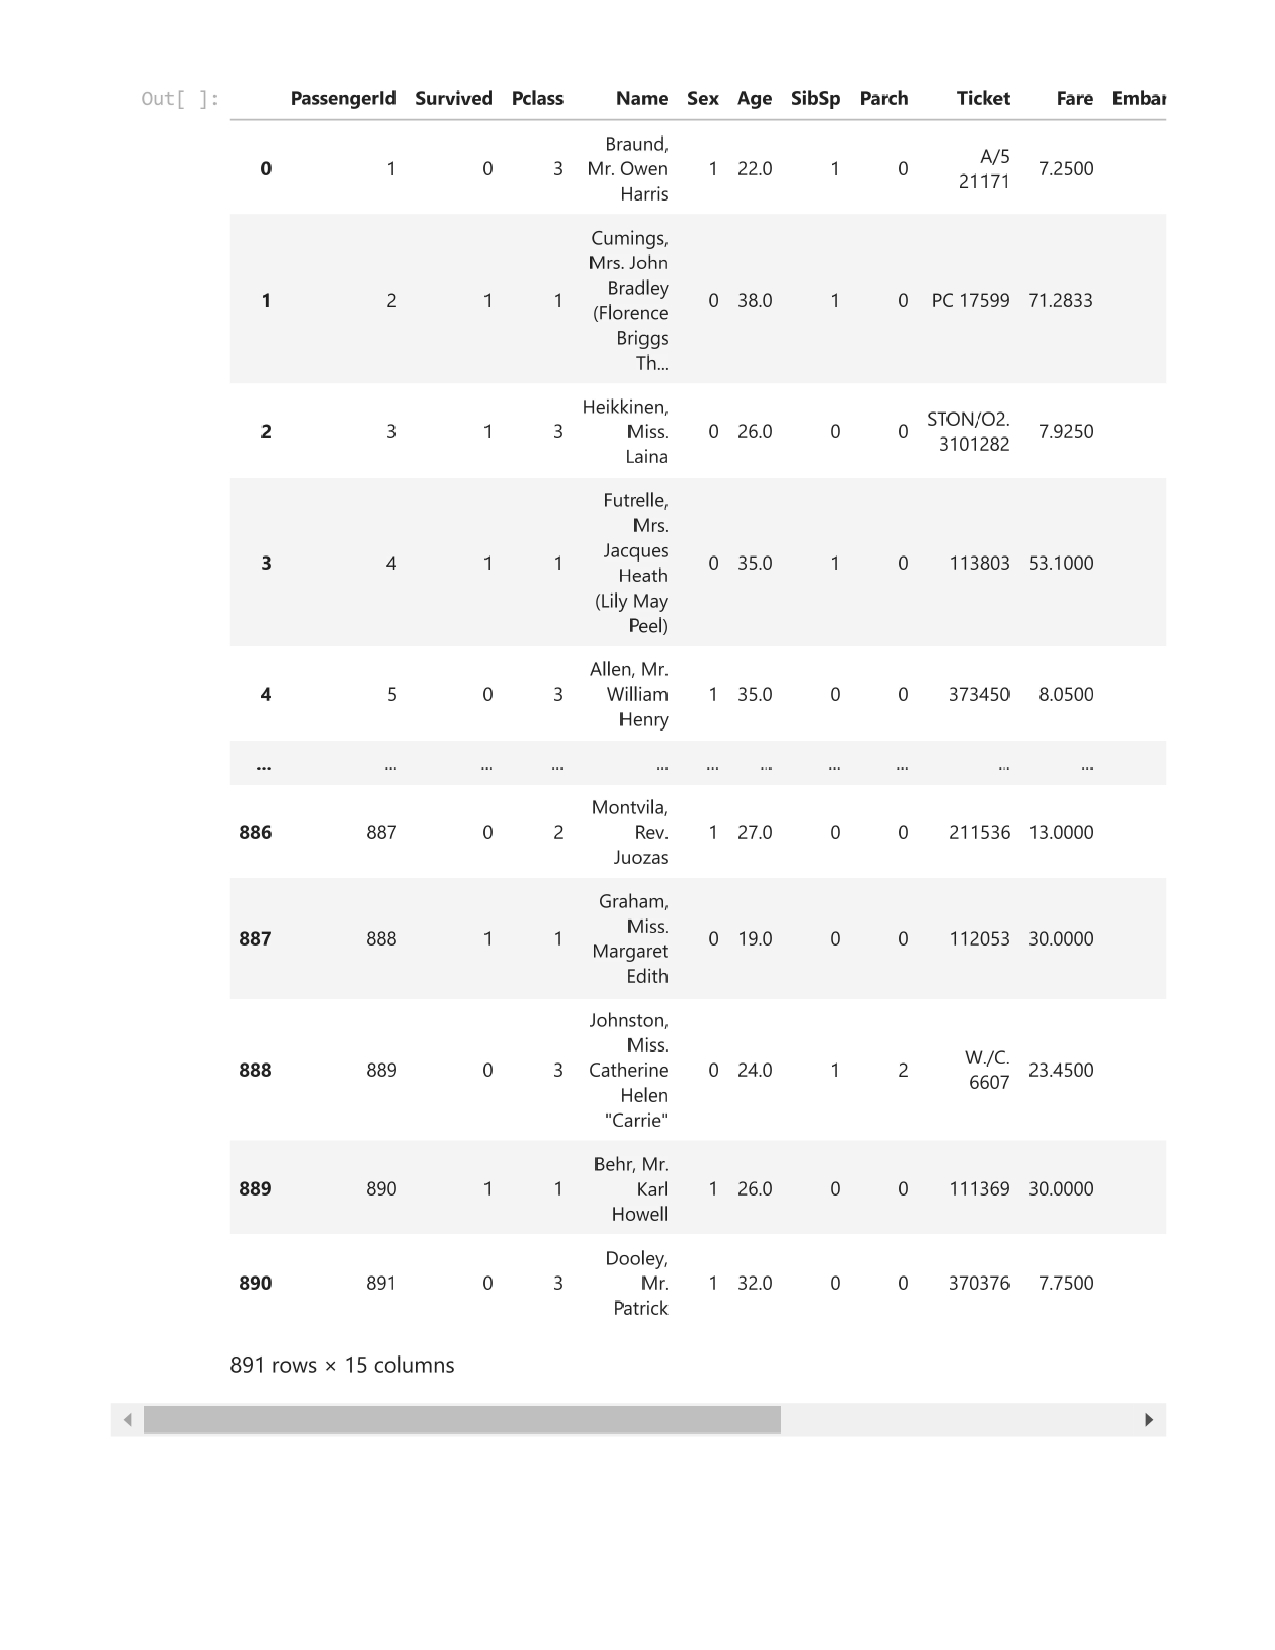 Out[ ]:
PassengerId Survived Pclass Name Sex Age SibSp Parch Ticket Fare Embar
0 1 0 3 Braund, Mr. Owen Harris 1 22.0 1 0 A/5 21171 7.2500
1 2 1 1 Cumings, Mrs. John Bradley (Florence Briggs Th... 0 38.0 1 0 PC 17599 71.2833
2 3 1 3 Heikkinen, Miss. Laina 0 26.0 0 0 STON/O2. 3101282 7.9250
3 4 1 1 Futrelle, Mrs. Jacques Heath (Lily May Peel) 0 35.0 1 0 113803 53.1000
4 5 0 3 Allen, Mr. William Henry 1 35.0 0 0 373450 8.0500
... ... ... ... ... ... ... ... ... ... ...
886 887 0 2 Montvila, Rev. Juozas 1 27.0 0 0 211536 13.0000
887 888 1 1 Graham, Miss. Margaret Edith 0 19.0 0 0 112053 30.0000
888 889 0 3 Johnston, Miss. Catherine Helen "Carrie" 0 24.0 1 2 W./C. 6607 23.4500
889 890 1 1 Behr, Mr. Karl Howell 1 26.0 0 0 111369 30.0000
890 891 0 3 Dooley, Mr. Patrick 1 32.0 0 0 370376 7.7500
891 rows × 15 columns